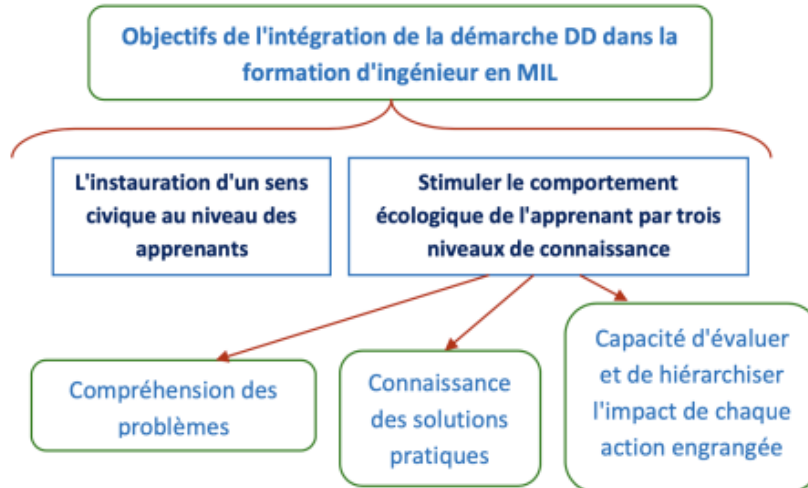 Objectifs de l'intégration de la démarche DD dans la
formation d'ingénieur en MIL
L'instauration d'un sens
civique au niveau des
apprenants
Stimuler le comportement
écologique de l'apprenant par trois
niveaux de connaissance
Compréhension des
problèmes
Connaissance
des solutions
pratiques
Capacité d'évaluer
et de hiérarchiser
l'impact de chaque
action engrangée